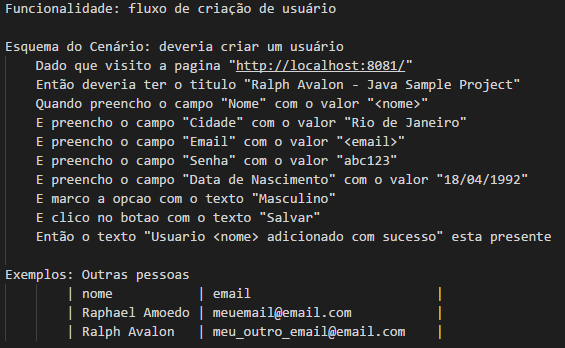 Funcionalidade: fluxo de criação de usuário
Esquema do Cenário: deveria criar um usuário
Dado que visito a pagina "http://localhost:8081/"
Então deveria ter o titulo "Ralph Avalon - Java Sample Project"
Quando preencho o campo "Nome" com o valor "<nome>"
E preencho o campo "Cidade" com o valor "Rio de Janeiro"
E preencho o campo "Email" com o valor "<email>"
E preencho o campo "Senha" com o valor "abc123"
E preencho o campo "Data de Nascimento" com o valor "18/04/1992"
E marco a opcao com o texto "Masculino"
E clico no botao com o texto "Salvar"
Então o texto "Usuario <nome> adicionado com sucesso" esta presente
Exemplos: Outras pessoas
| nome | email |
| Raphael Amoedo | meuemail@email.com |
| Ralph Avalon | meu_outro_email@email.com |